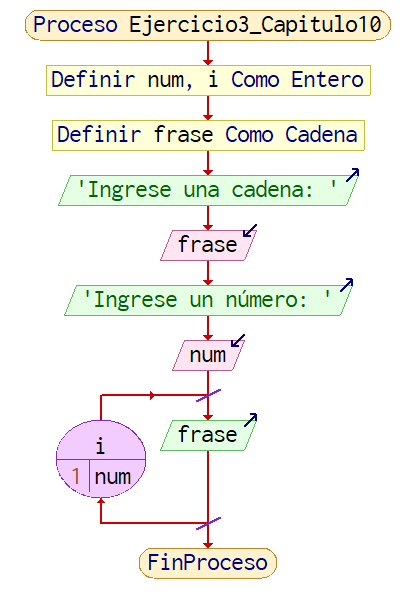 Proceso Ejercicio3_Capitulo10
Definir num, i Como Entero
Definir frase Como Cadena
'Ingrese una cadena: '
frase
'Ingrese un número: '
num
frase
i
1 num
FinProceso